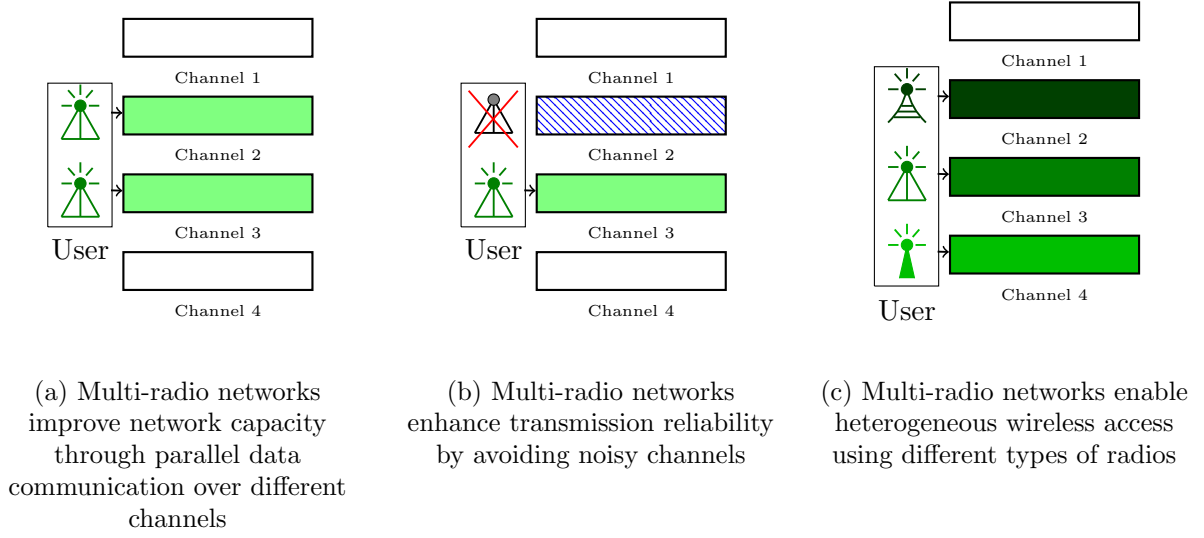 Channel 1
Channel 2
Channel 3
User
Channel 4
(a) Multi-radio networks
improve network capacity
through parallel data
communication over different
channels
Channel 1
Channel 2
Channel 3
User
Channel 4
(b) Multi-radio networks
enhance transmission reliability
by avoiding noisy channels
Channel 1
Channel 2
Channel 3
Channel 4
User
(c) Multi-radio networks enable
heterogeneous wireless access
using different types of radios